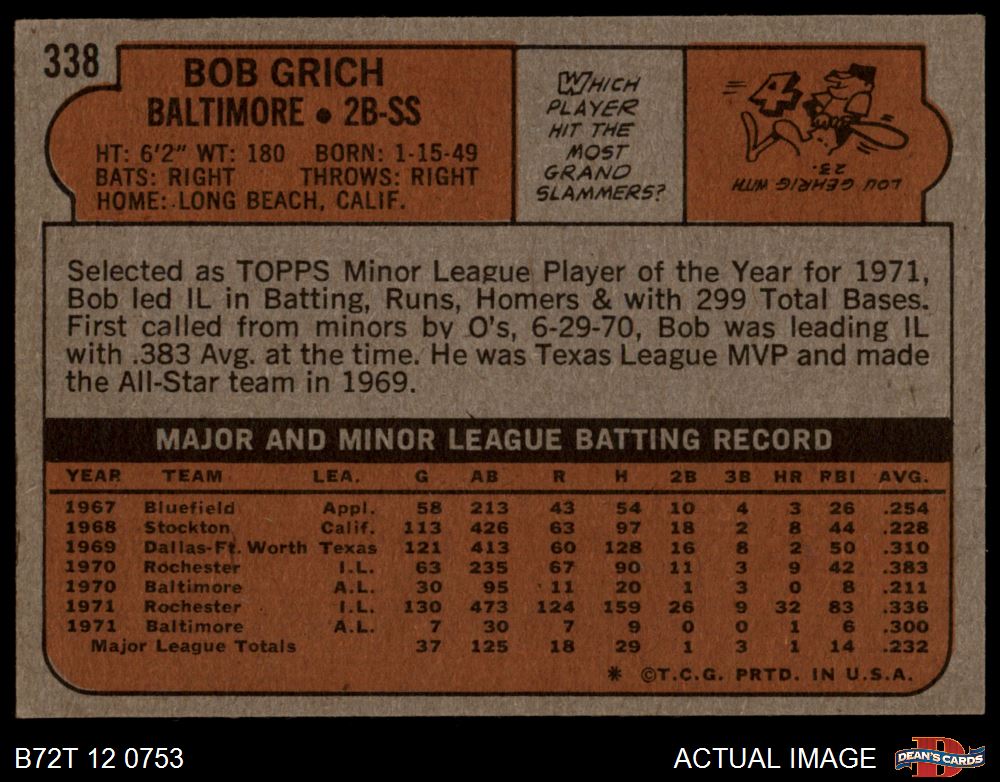 338
BOB GRICH
BALTIMORE • 2B-SS
HT: 6'2" WT: 180 BORN: 1-15-49
BATS: RIGHT THROWS: RIGHT
HOME: LONG BEACH, CALIF.
WHICH
PLAYER
HIT THE
MOST
GRAND
SLAMMERS?
4
LOU GEHRIG WITH
23.
Selected as TOPPS Minor League Player of the Year for 1971,
Bob led IL in Batting, Runs, Homers & with 299 Total Bases.
First called from minors by O's, 6-29-70, Bob was leading IL
with .383 Avg. at the time. He was Texas League MVP and made
the All-Star team in 1969.
MAJOR AND MINOR LEAGUE BATTING RECORD
YEAR TEAM LEA. G AB R H 2B 3B HR RBI AVG.
1967 Bluefield Appl. 58 213 43 54 10 4 3 26 .254
1968 Stockton Calif. 113 426 63 97 18 2 8 44 .228
1969 Dallas-Ft. Worth Texas 121 413 60 128 16 8 2 50 .310
1970 Rochester I.L. 63 235 67 90 11 3 9 42 .383
1970 Baltimore A.L. 30 95 11 20 1 3 0 8 .211
1971 Rochester I.L. 130 473 124 159 26 9 32 83 .336
1971 Baltimore A.L. 7 30 7 9 0 0 1 6 .300
Major League Totals 37 125 18 29 1 3 1 14 .232
* ©T.C.G. PRTD. IN U.S.A.
B72T 12 0753
ACTUAL IMAGE
D
DEAN'S CARDS